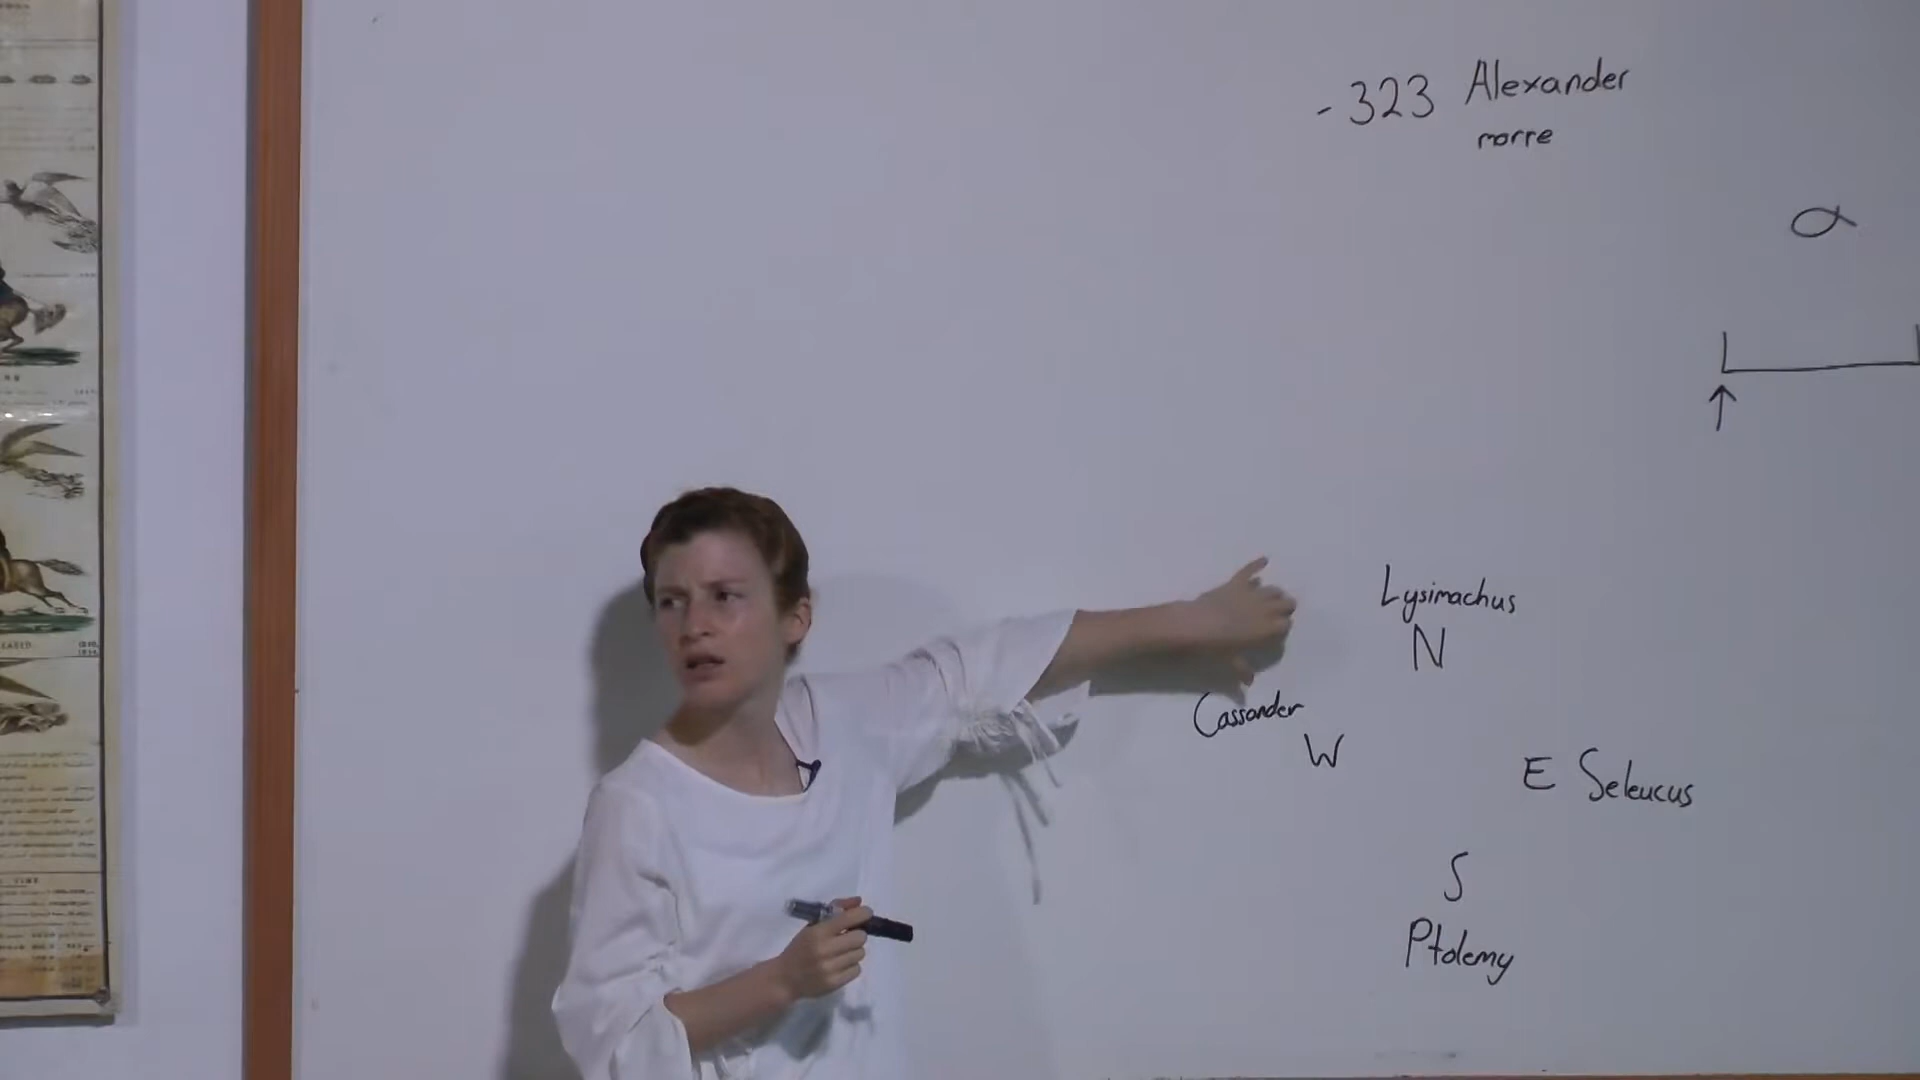 -323 Alexander
morre
α
Lysimachus
N
Cassander
W
E Seleucus
S
Ptolemy